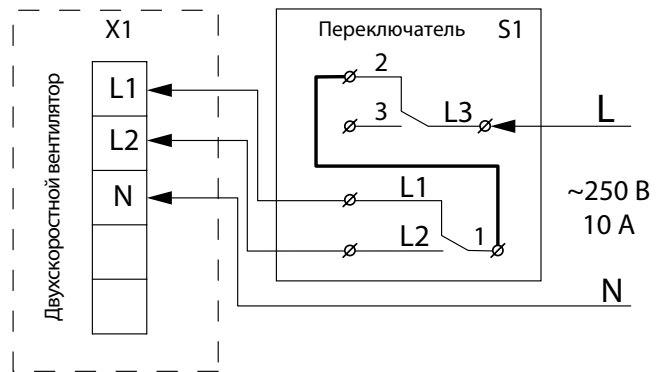 X1
Переключатель S1
2
L1
3
L3
L
L2
N
L1
~250 В
10 А
L2
1
N
Двухскоростной вентилятор